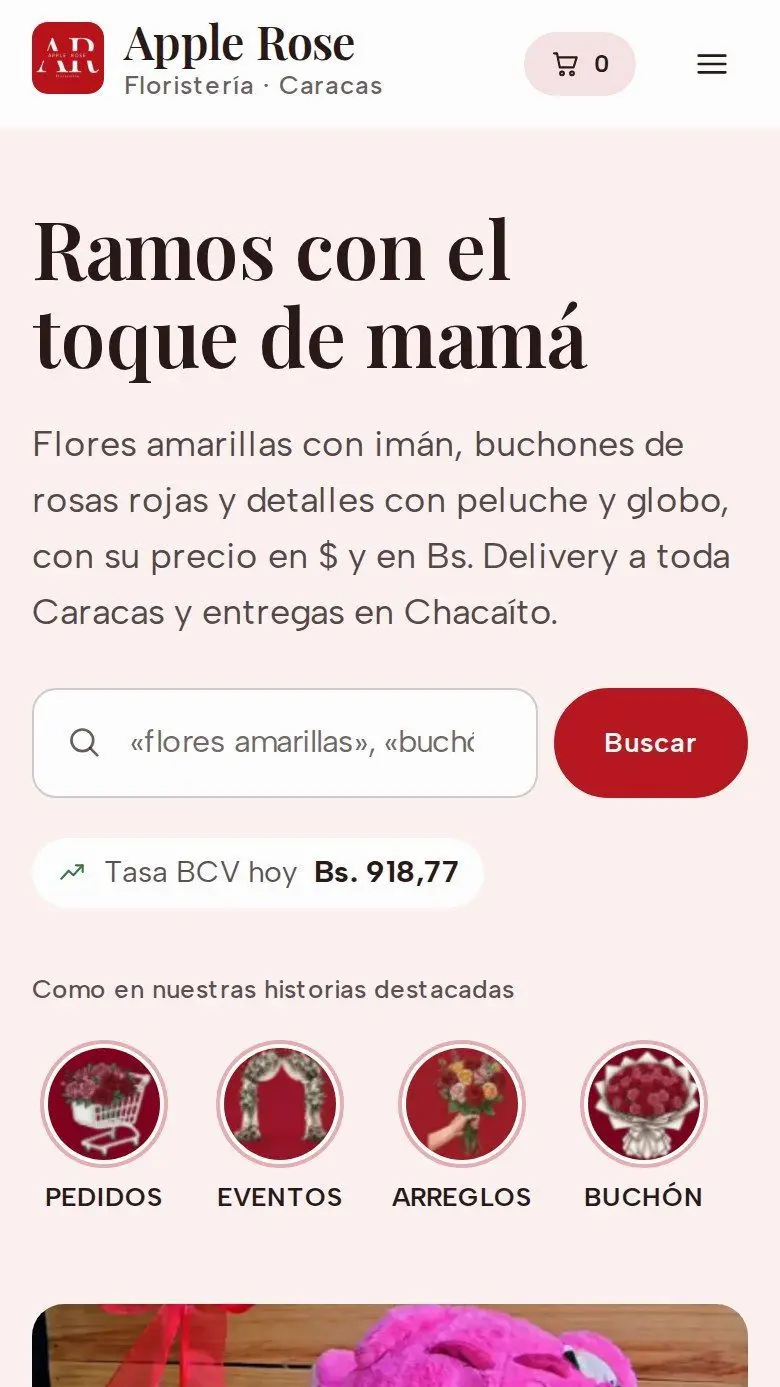 AR
APPLE ROSE
Apple Rose
Floristería · Caracas
0
Ramos con el
toque de mamá
Flores amarillas con imán, buchones de
rosas rojas y detalles con peluche y globo,
con su precio en $ y en Bs. Delivery a toda
Caracas y entregas en Chacaíto.
«flores amarillas», «buchó
Buscar
Tasa BCV hoy Bs. 918,77
Como en nuestras historias destacadas
PEDIDOS
EVENTOS
ARREGLOS
BUCHÓN